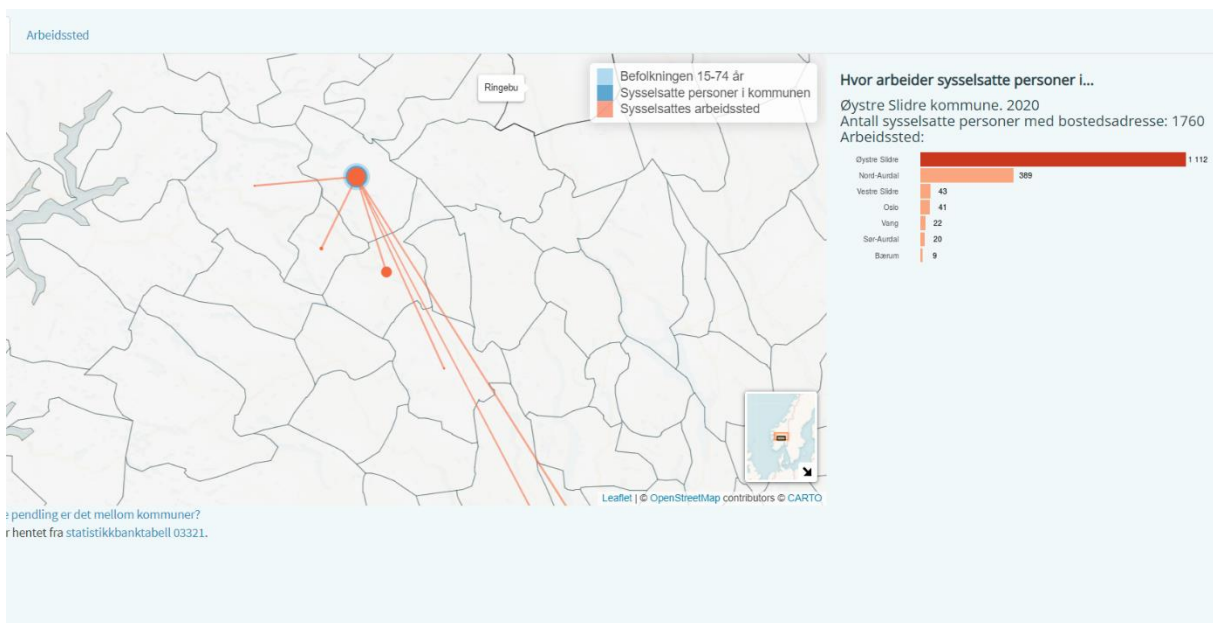 Arbeidssted
Ringebu
Befolkningen 15-74 år
Sysselsatte personer i kommunen
Sysselsattes arbeidssted
Leaflet | © OpenStreetMap contributors © CARTO
pendling er det mellom kommuner?
hentet fra statistikkbanktabell 03321.
Hvor arbeider sysselsatte personer i...
Øystre Slidre kommune. 2020
Antall sysselsatte personer med bostedsadresse: 1760
Arbeidssted:
Øystre Slidre 1 112
Nord-Aurdal 389
Vestre Slidre 43
Oslo 41
Vang 22
Sør-Aurdal 20
Bærum 9